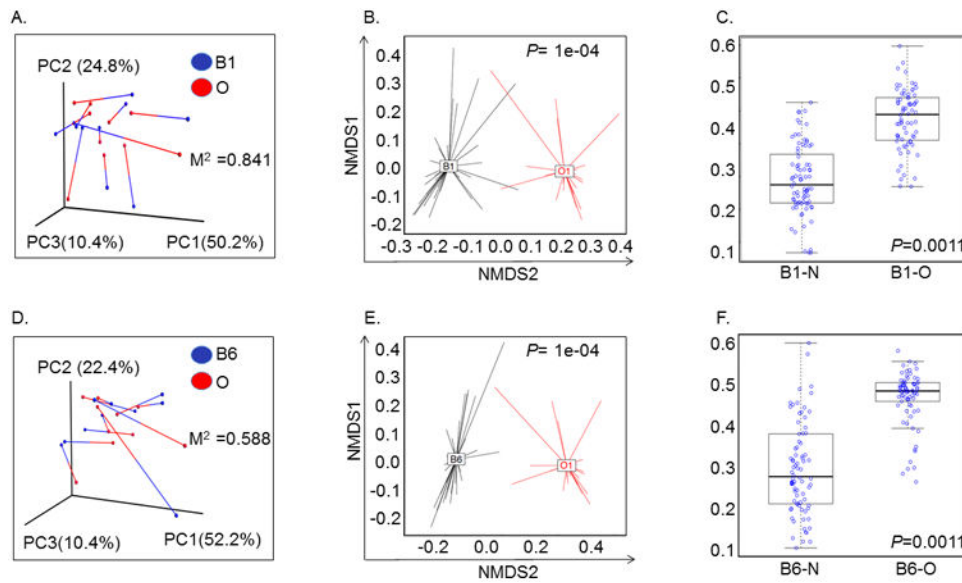 A.
B.
C.
PC2 (24.8%)
B1
O
M² =0.841
PC3(10.4%)
PC1(50.2%)
P= 1e-04
NMDS1
0.4
0.3
0.2
0.1
0.0
-0.1
-0.2
B1
O1
-0.3 -0.2 -0.1 0.0 0.1 0.2 0.3 0.4
NMDS2
0.6
0.5
0.4
0.3
0.2
0.1
P=0.0011
B1-N B1-O
D.
E.
F.
PC2 (22.4%)
B6
O
M² =0.588
PC3(10.4%)
PC1(52.2%)
P= 1e-04
NMDS1
0.4
0.3
0.2
0.1
0.0
-0.1
-0.2
B6
O1
-0.2 0.0 0.2 0.4
NMDS2
0.6
0.5
0.4
0.3
0.2
0.1
P=0.0011
B6-N B6-O